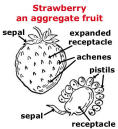 Strawberry
an aggregate fruit
sepal
expanded
receptacle
achenes
pistils
sepal
receptacle